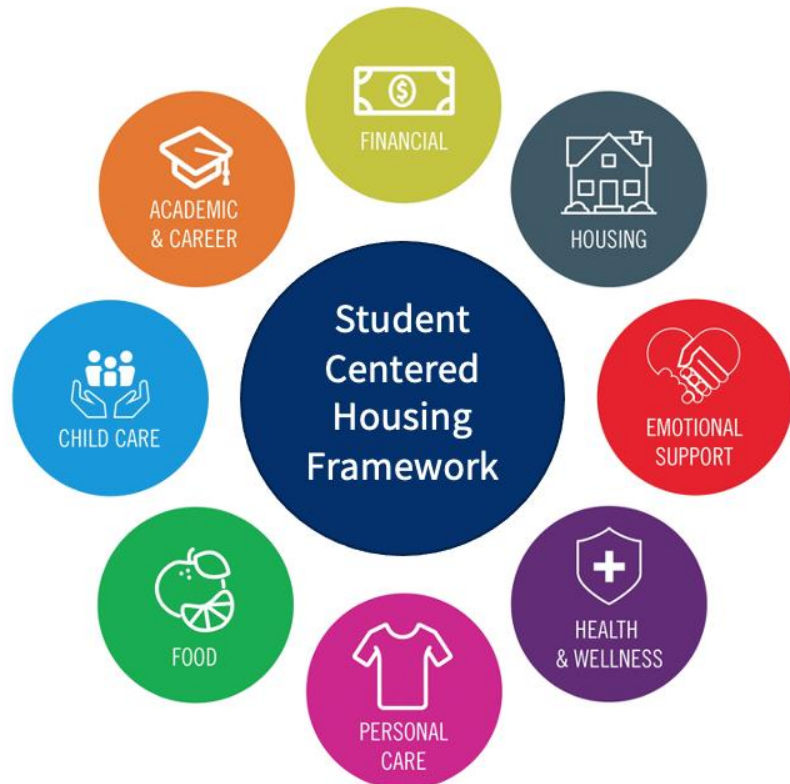 FINANCIAL
HOUSING
EMOTIONAL
SUPPORT
HEALTH
& WELLNESS
PERSONAL
CARE
FOOD
CHILD CARE
ACADEMIC
& CAREER
Student
Centered
Housing
Framework